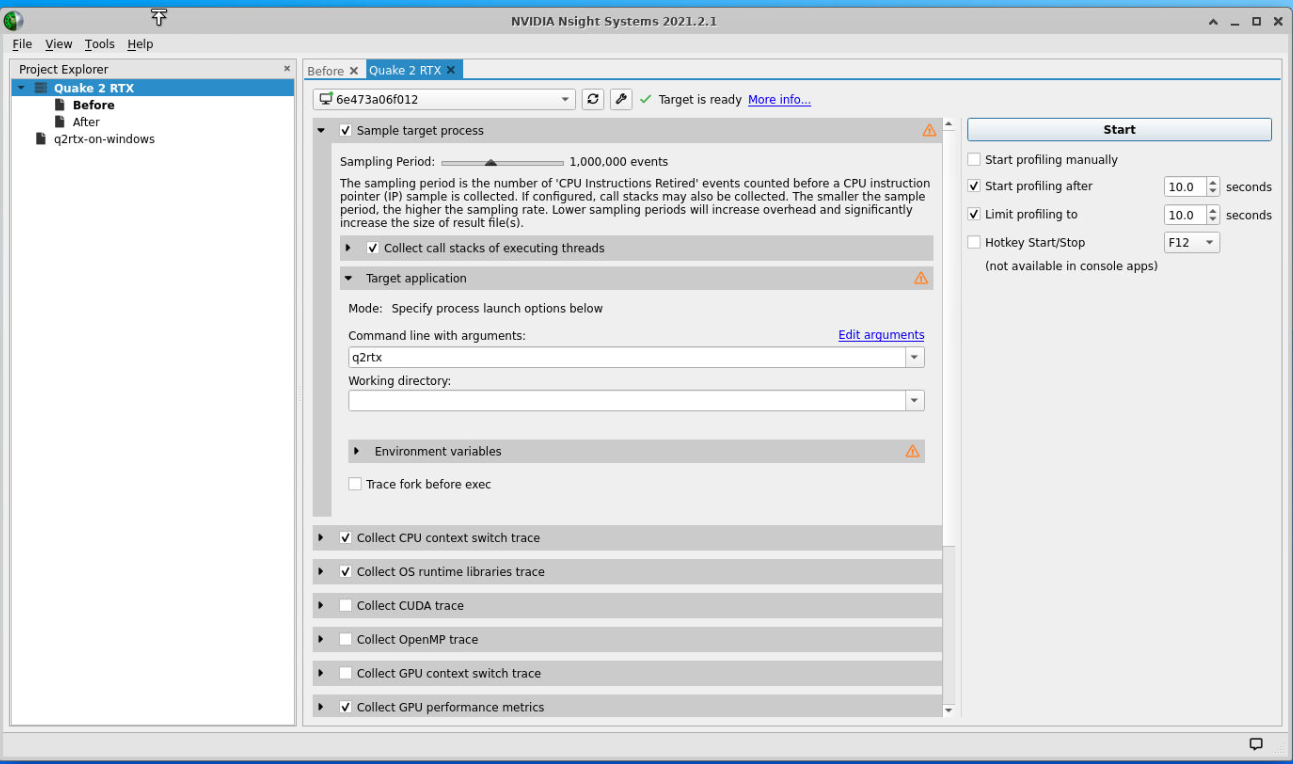 NVIDIA Nsight Systems 2021.2.1
File View Tools Help
Project Explorer
Quake 2 RTX
Before
After
q2rtx-on-windows
Before Quake 2 RTX
6e473a06f012
Target is ready More info...
Sample target process
Sampling Period: 1,000,000 events
The sampling period is the number of 'CPU Instructions Retired' events counted before a CPU instruction
pointer (IP) sample is collected. If configured, call stacks may also be collected. The smaller the sample
period, the higher the sampling rate. Lower sampling periods will increase overhead and significantly
increase the size of result file(s).
Collect call stacks of executing threads
Target application
Mode: Specify process launch options below
Command line with arguments: Edit arguments
q2rtx
Working directory:
Environment variables
Trace fork before exec
Collect CPU context switch trace
Collect OS runtime libraries trace
Collect CUDA trace
Collect OpenMP trace
Collect GPU context switch trace
Collect GPU performance metrics
Start
Start profiling manually
Start profiling after 10.0 seconds
Limit profiling to 10.0 seconds
Hotkey Start/Stop F12
(not available in console apps)